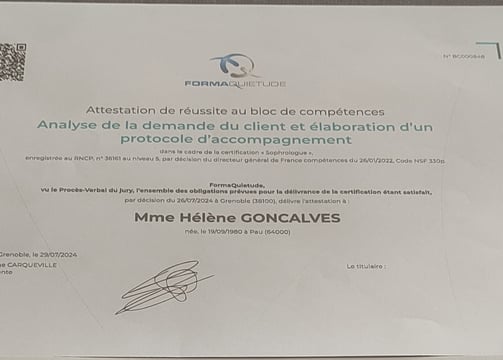 N° BC000848
FORMAQUIETUDE
Attestation de réussite au bloc de compétences
Analyse de la demande du client et élaboration d'un
protocole d'accompagnement
dans le cadre de la certification « Sophrologue »,
enregistrée au RNCP, n° 36161 au niveau 5, par décision du directeur général de France compétences du 26/01/2022, Code NSF 330p
FormaQuietude,
vu le Procès-Verbal du jury, l'ensemble des obligations prévues pour la délivrance de la certification étant satisfait,
par décision du 26/07/2024 à Grenoble (38100), délivre l'attestation à :
Mme Hélène GONCALVES
née, le 19/09/1980 à Pau (64000)
Grenoble, le 29/07/2024
CARQUEVILLE
Le titulaire :